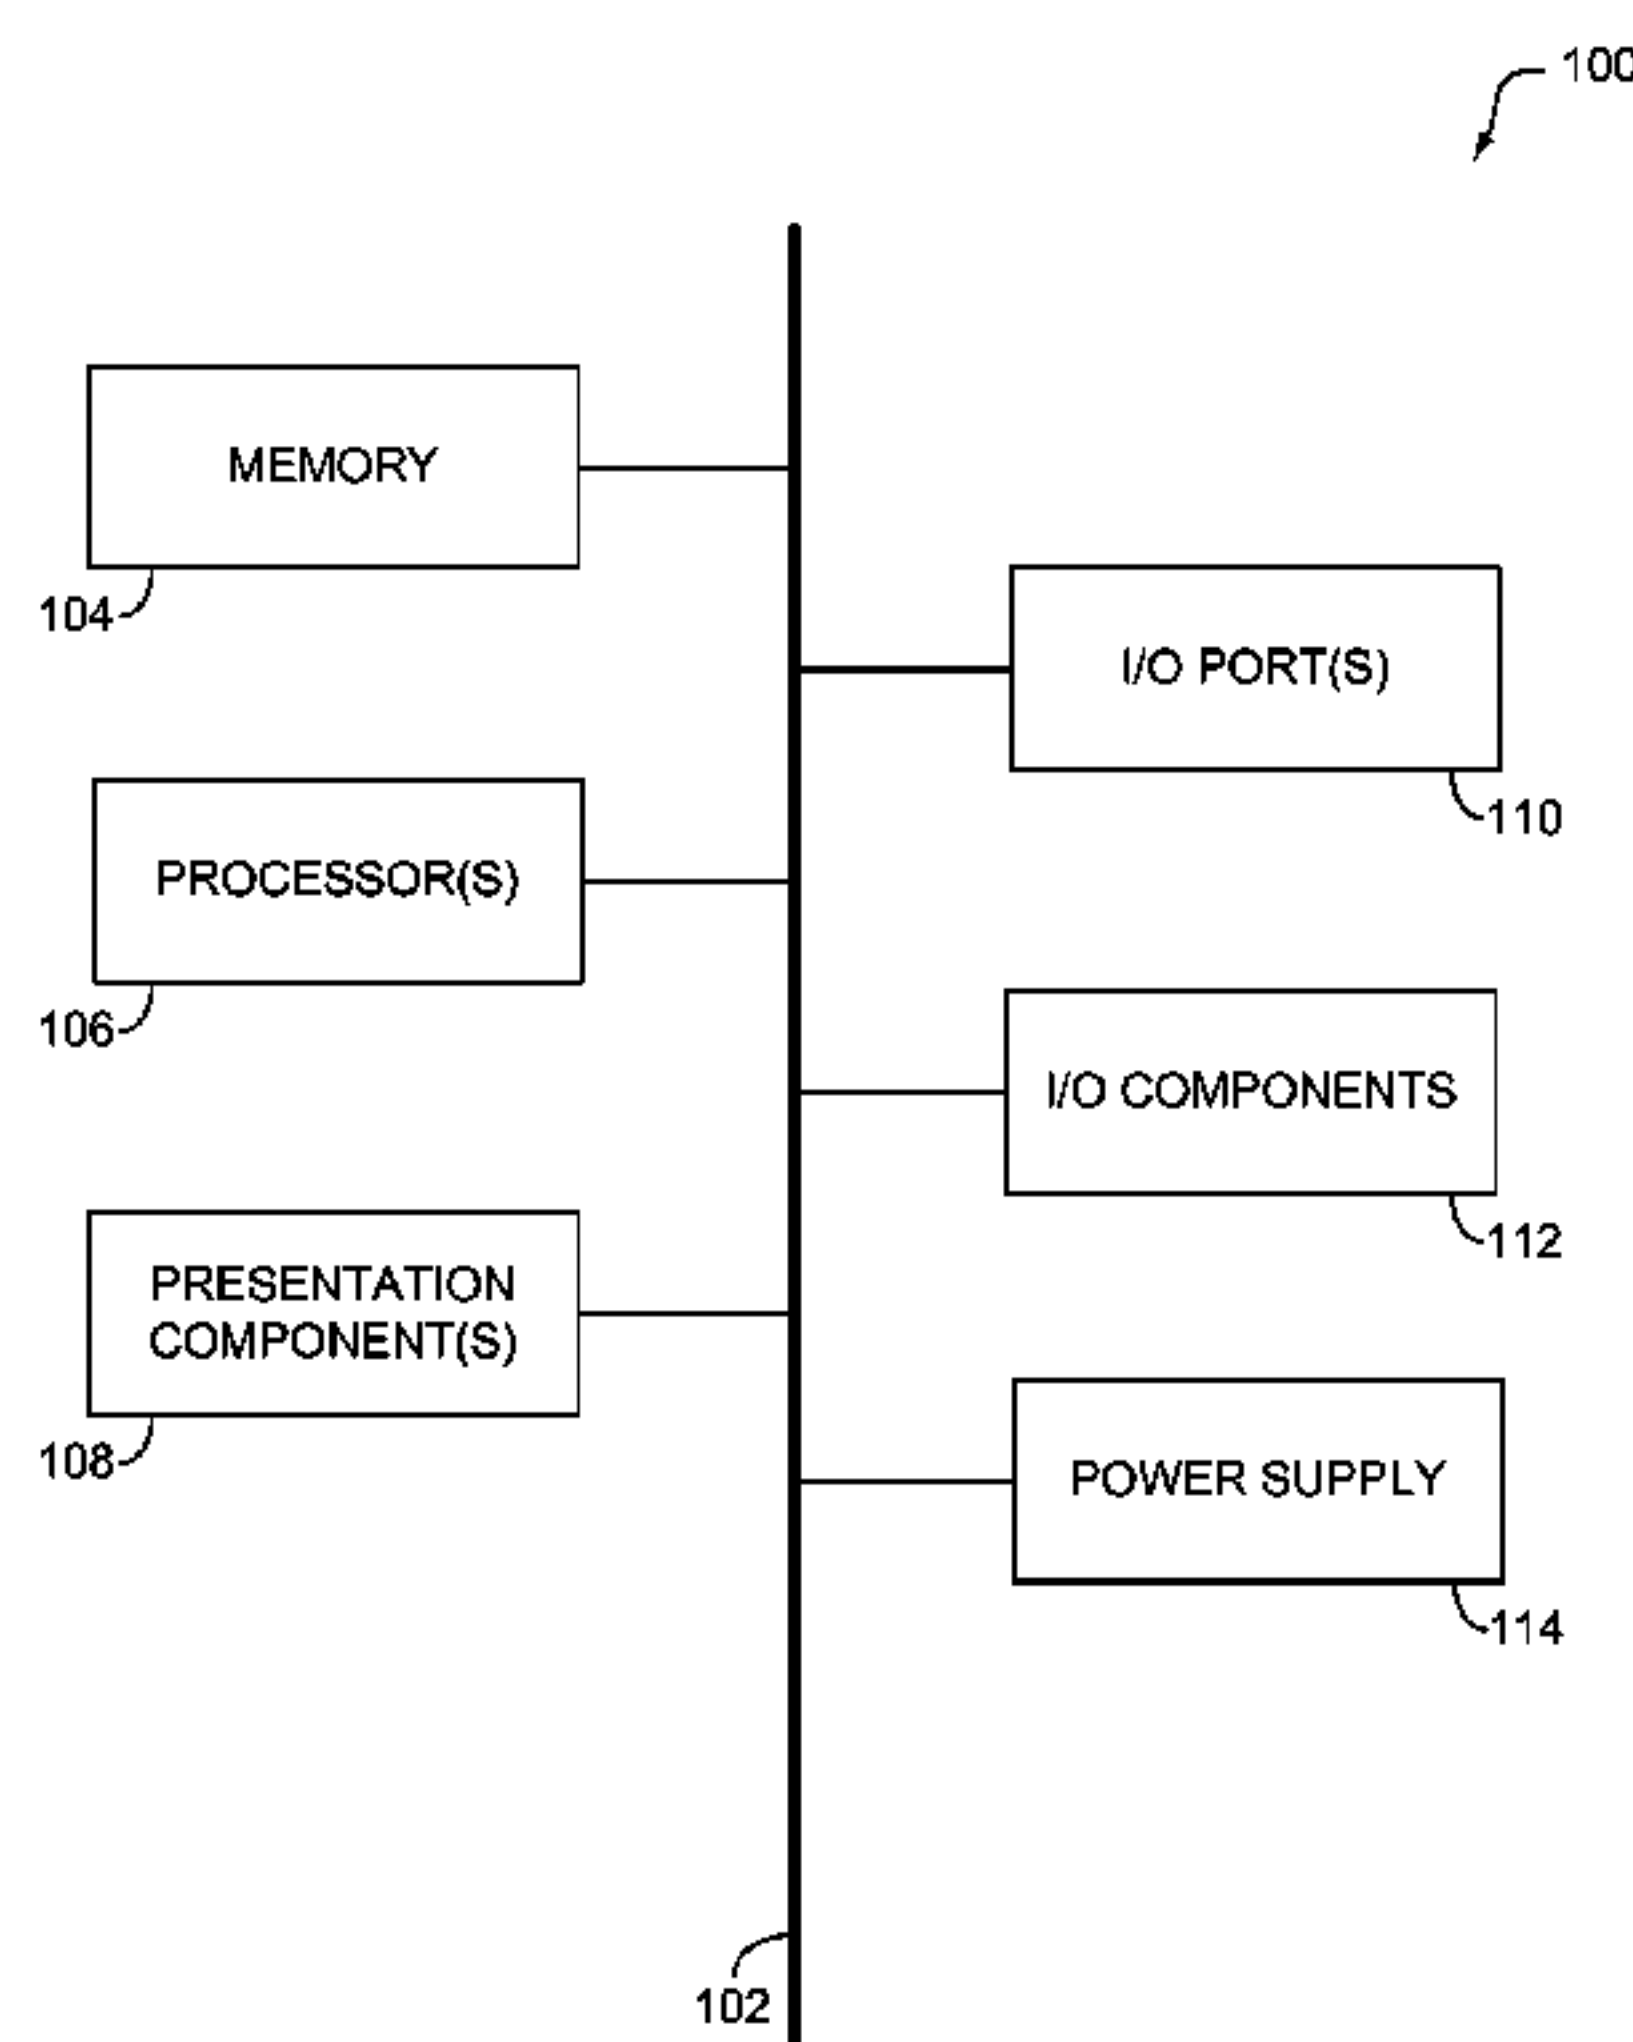 100
MEMORY
104
I/O PORT(S)
110
PROCESSOR(S)
106
I/O COMPONENTS
112
PRESENTATION
COMPONENT(S)
108
POWER SUPPLY
114
102